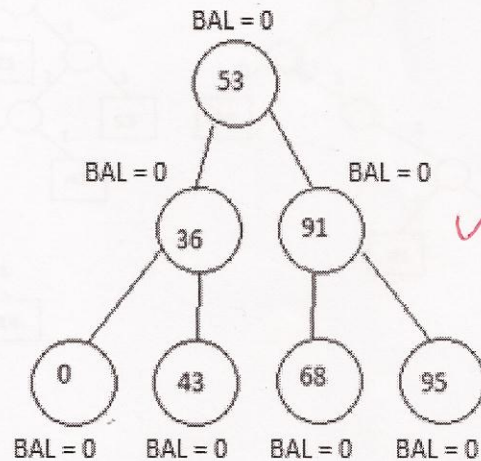 BAL = 0
53
BAL = 0 BAL = 0
36 91
0 43 68 95
BAL = 0 BAL = 0 BAL = 0 BAL = 0